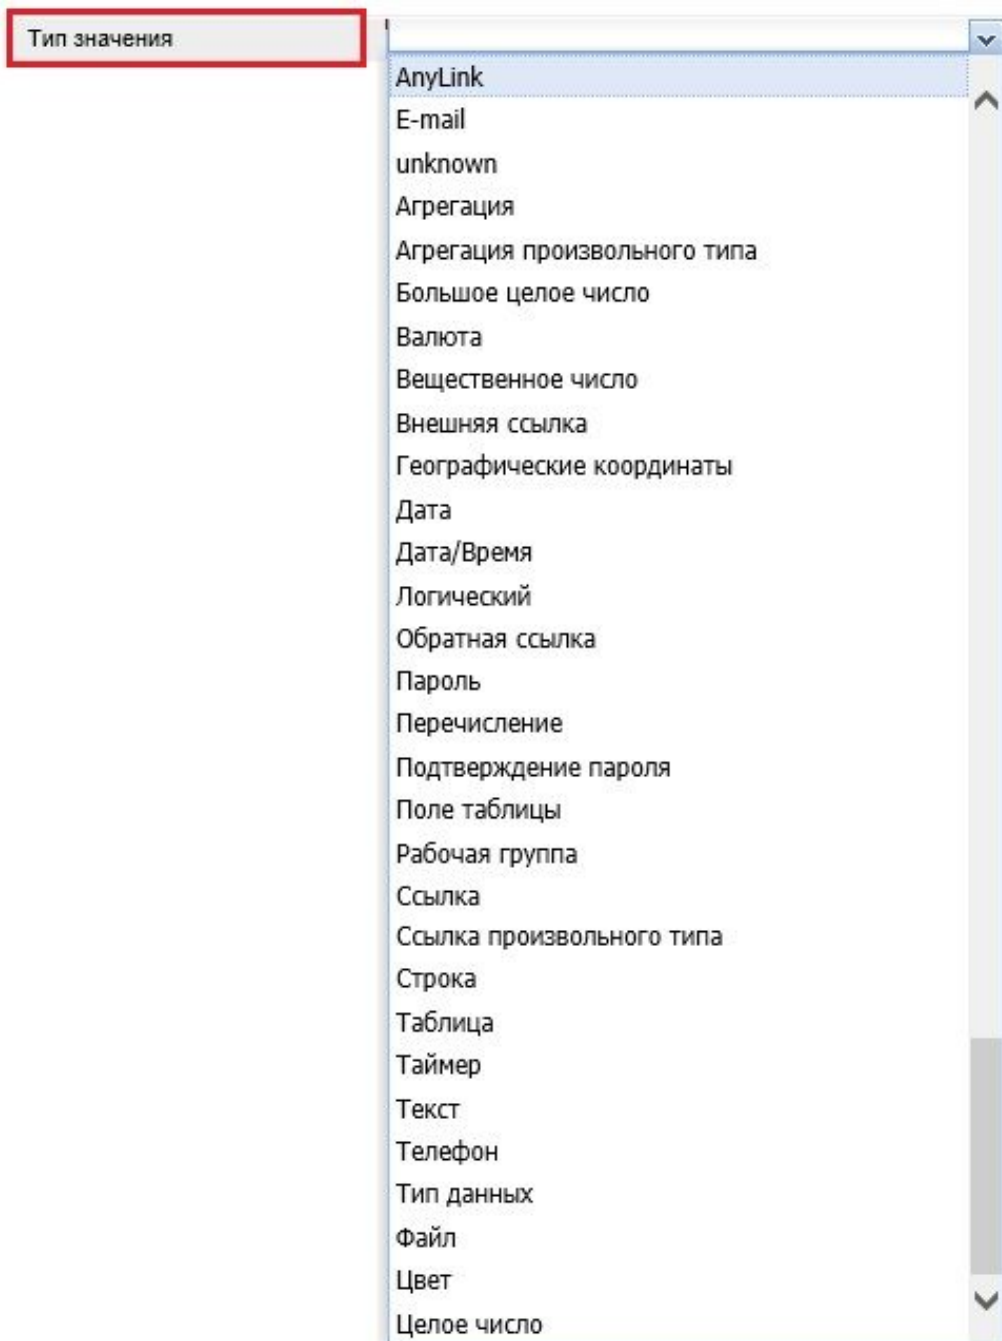 Тип значения
AnyLink
E-mail
unknown
Агрегация
Агрегация произвольного типа
Большое целое число
Валюта
Вещественное число
Внешняя ссылка
Географические координаты
Дата
Дата/Время
Логический
Обратная ссылка
Пароль
Перечисление
Подтверждение пароля
Поле таблицы
Рабочая группа
Ссылка
Ссылка произвольного типа
Строка
Таблица
Таймер
Текст
Телефон
Тип данных
Файл
Цвет
Целое число